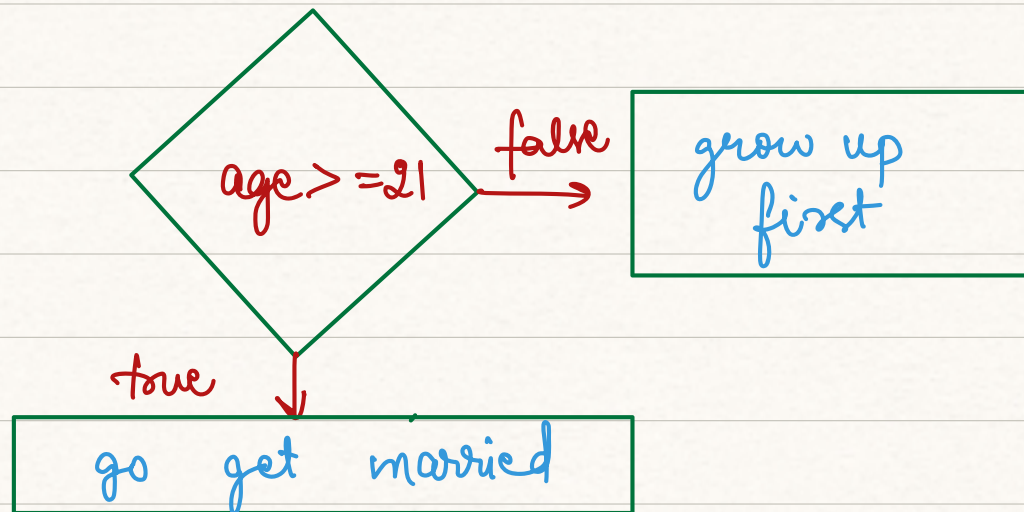 false
age >= 21
grow up
first
true
go get married